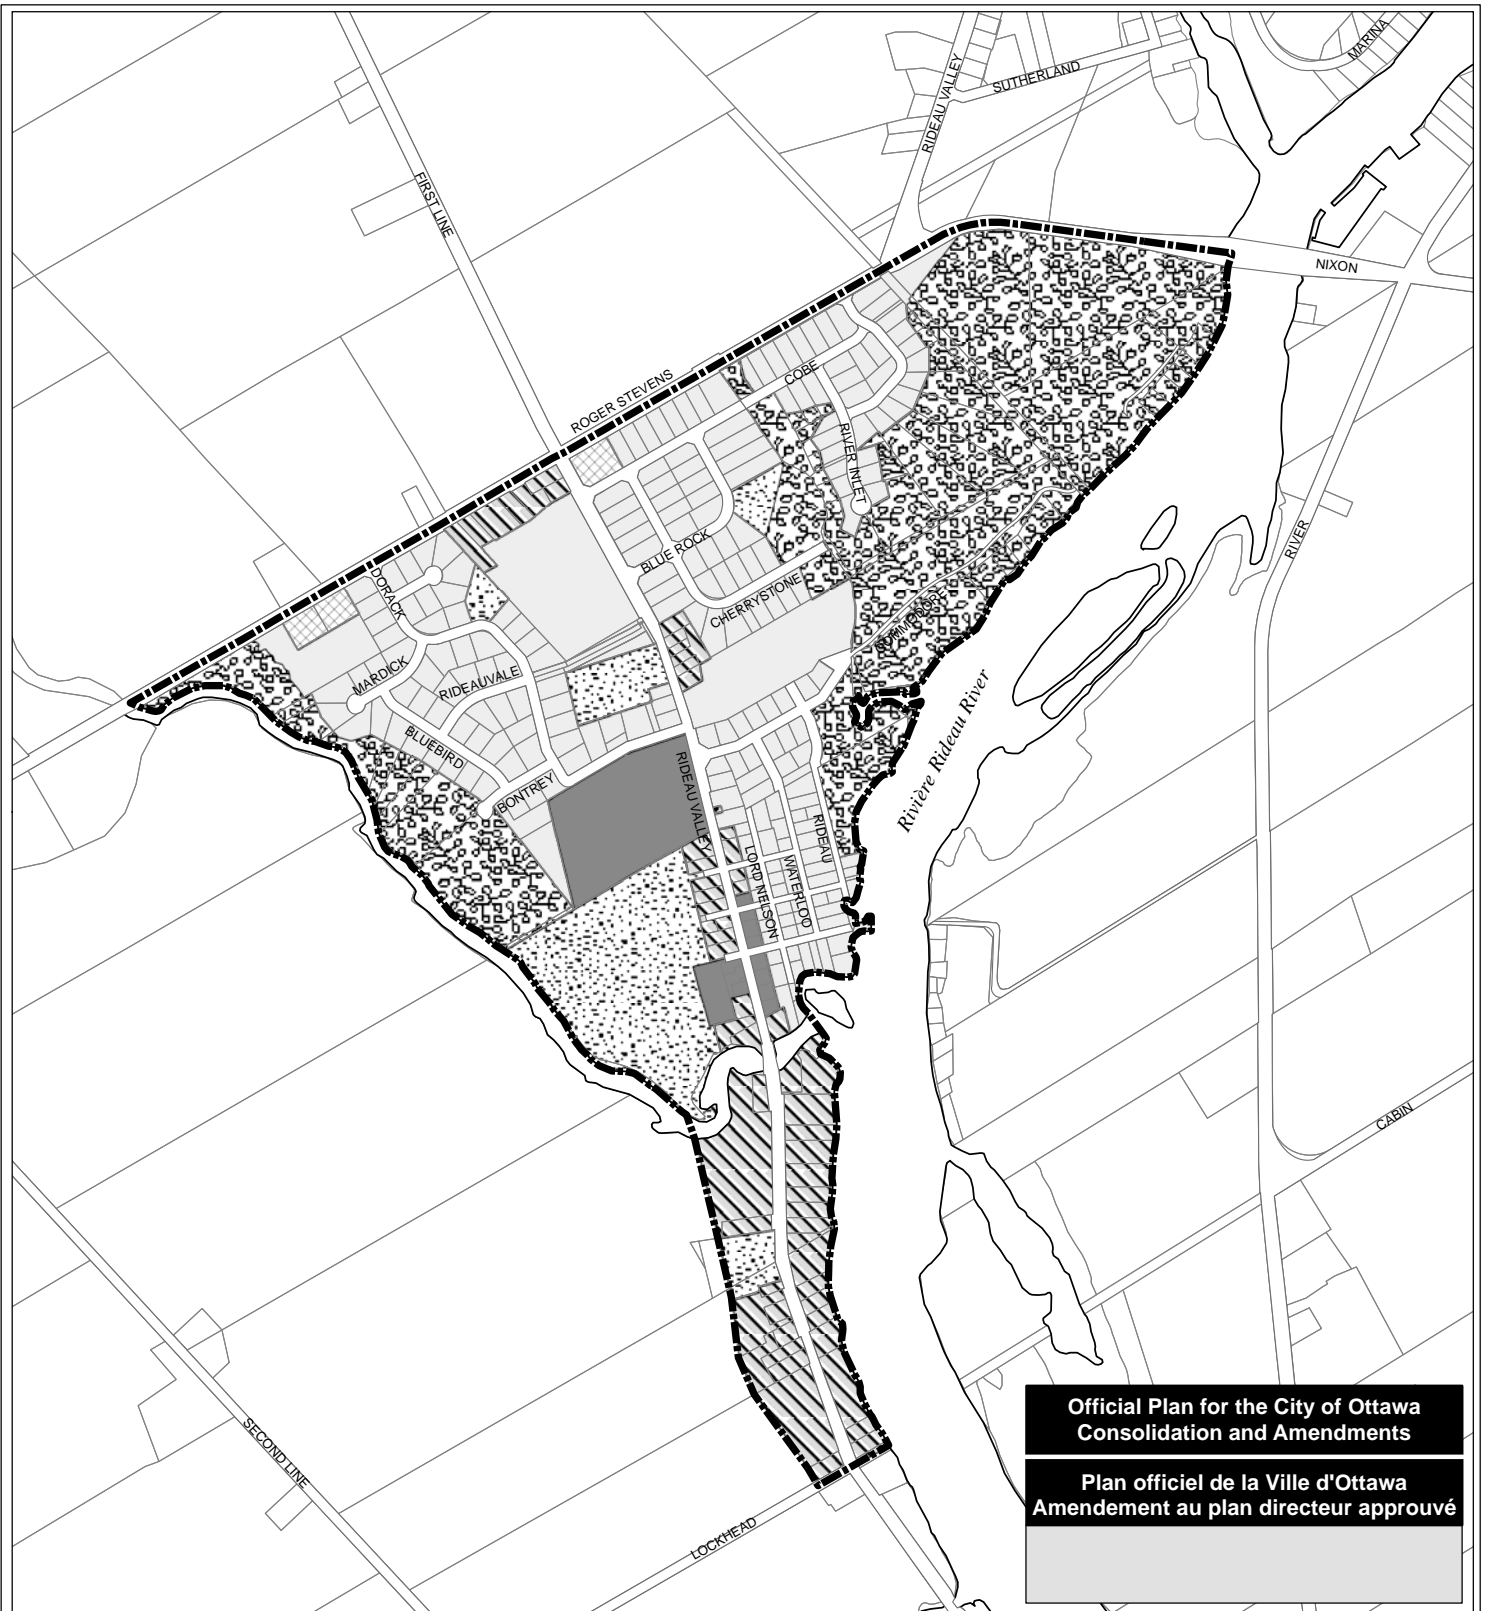 MARINA
SUTHERLAND
RIDEAU VALLEY
FIRST LINE
NIXON
ROGER STEVENS
COBE
RIVER INLET
BLUE ROCK
CHERRYSTONE
RIVER
DORACK
COMMODORE
MARDICK
RIDEAUVALE
BLUEBIRD
BONTREY
RIDEAU VALLEY
Rivière Rideau River
RIDEAU
LORD NELSON
WATERLOO
CABIN
SECOND LINE
LOCKHEAD
Official Plan for the City of Ottawa
Consolidation and Amendments
Plan officiel de la Ville d'Ottawa
Amendement au plan directeur approuvé